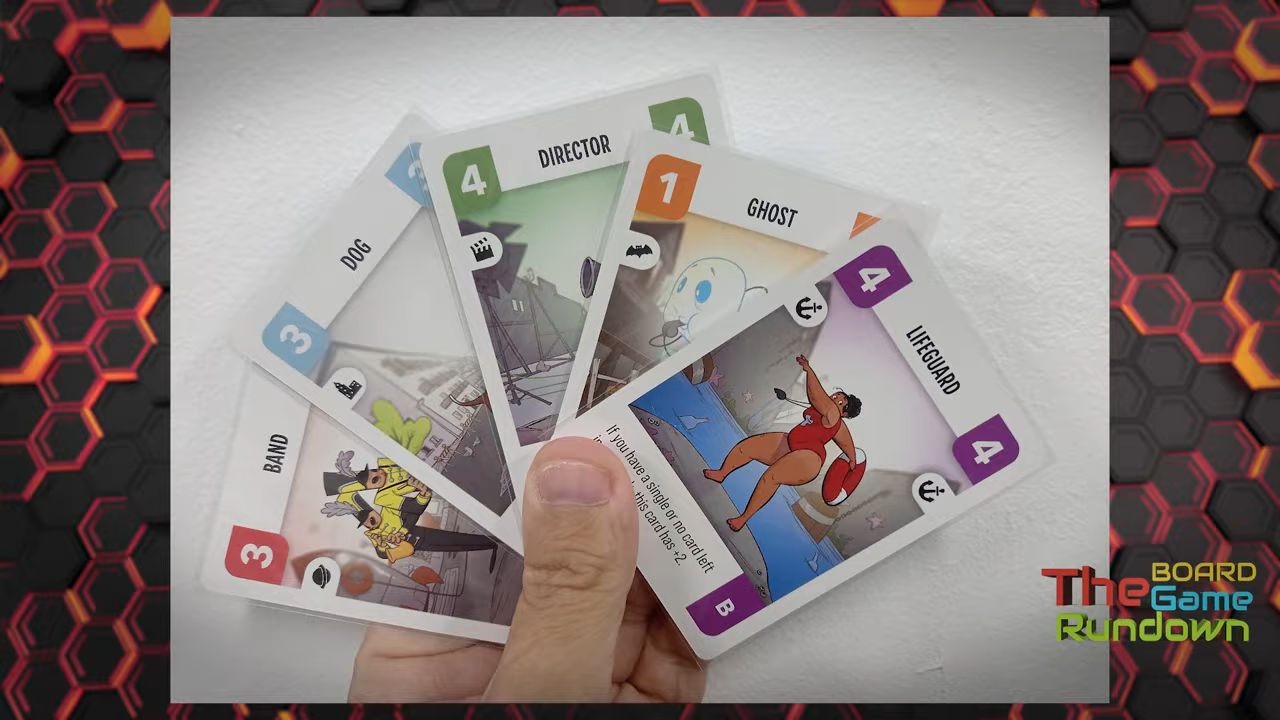 BAND
3
DOG
3
3
DIRECTOR
4
4
GHOST
1
LIFEGUARD
4
4
If you have a single or no card left
this card has +2.
B
The BOARD
Game
Rundown